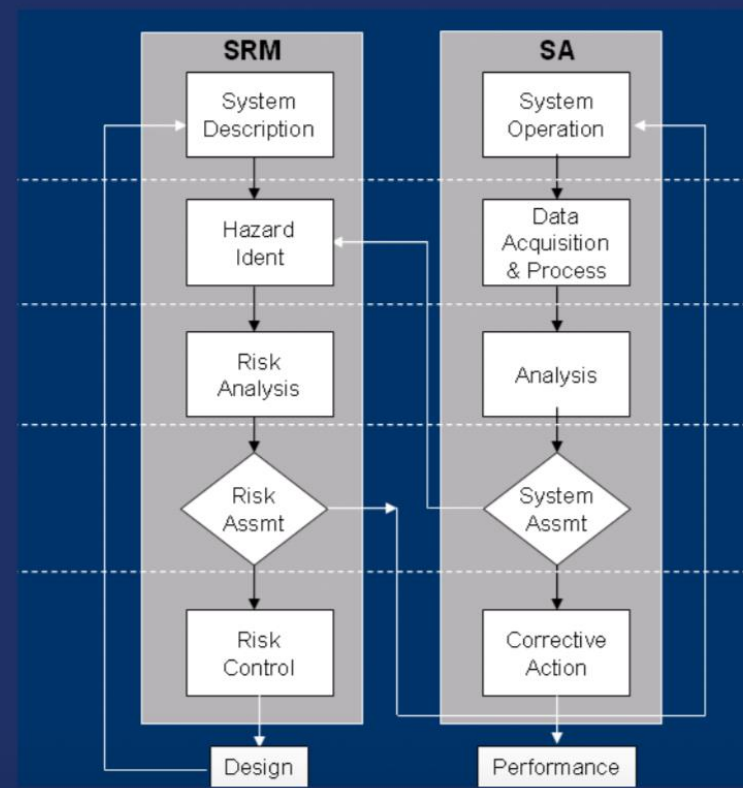 SRM
System
Description
Hazard
Ident
Risk
Analysis
Risk
Assmt
Risk
Control
Design
SA
System
Operation
Data
Acquisition
& Process
Analysis
System
Assmt
Corrective
Action
Performance